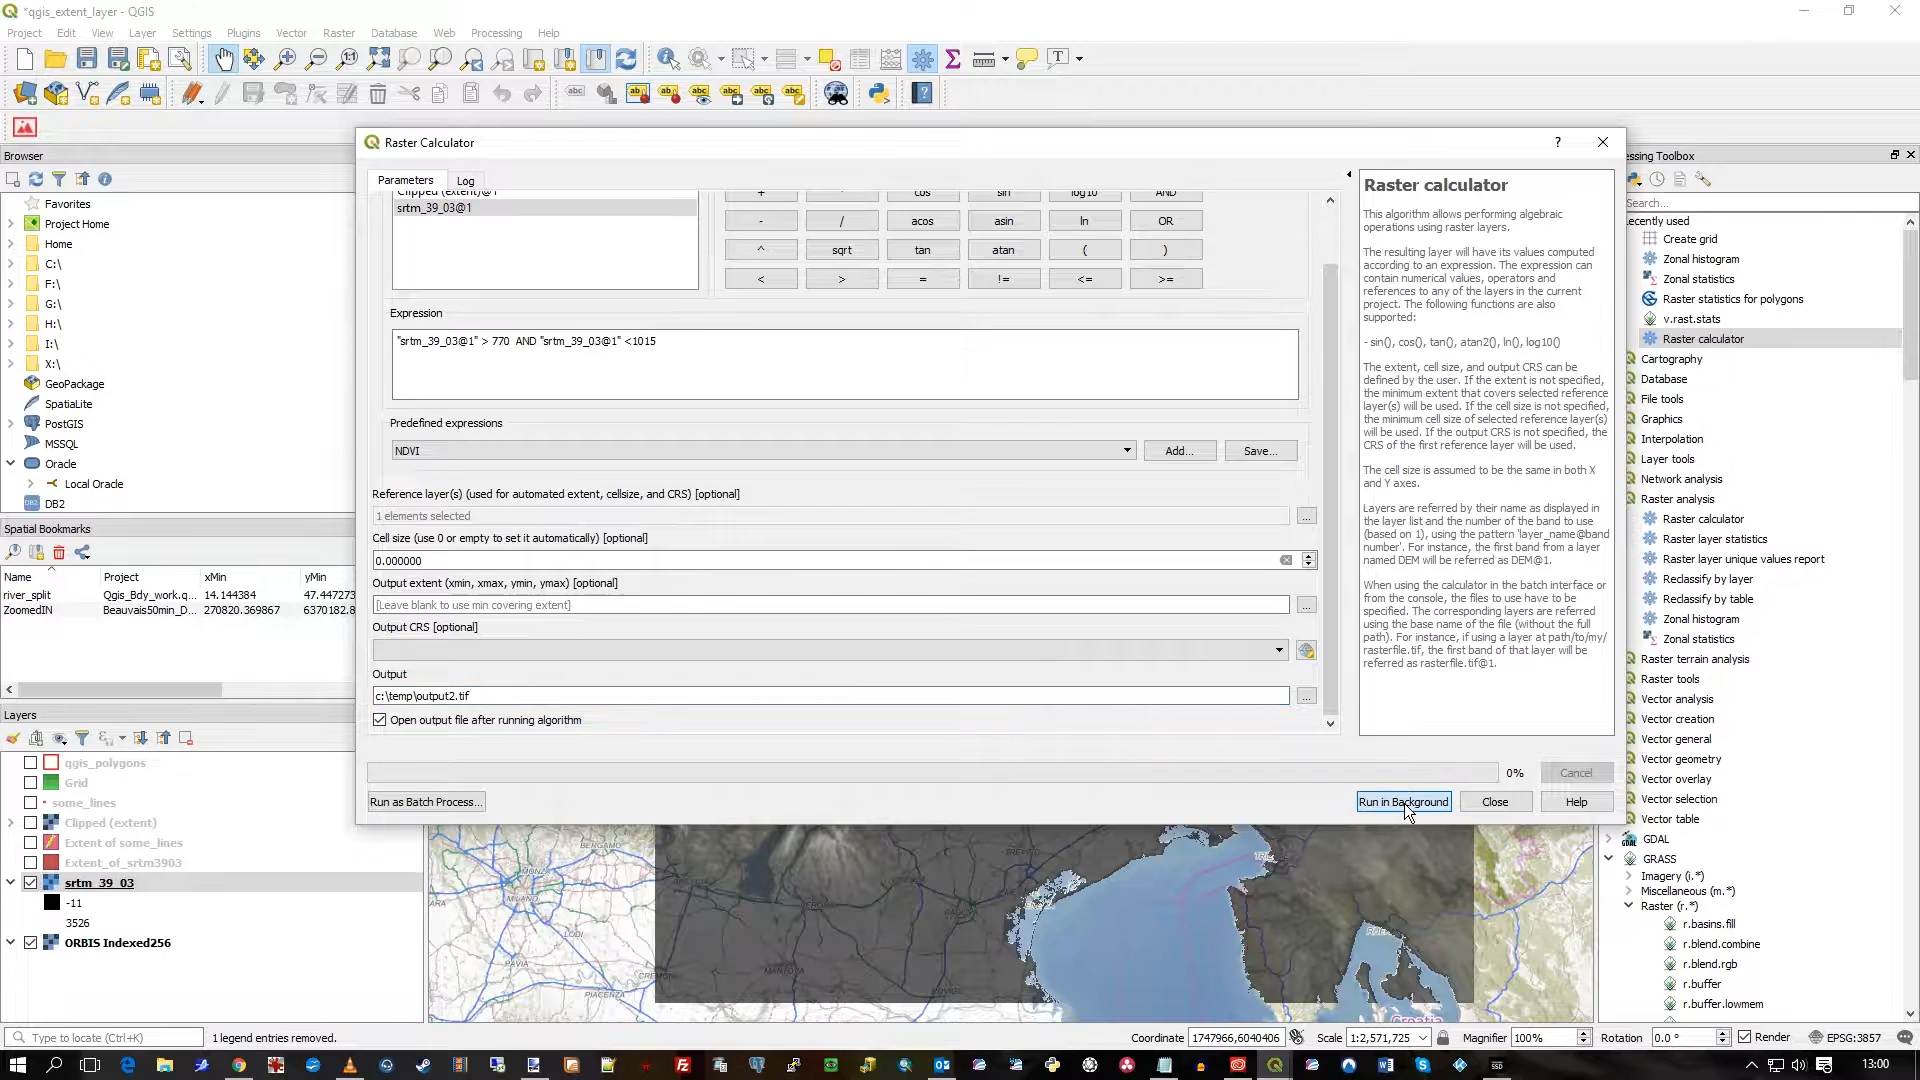 *qgis_extent_layer - QGIS
Project Edit View Layer Settings Plugins Vector Raster Database Web Processing Help
Browser
Favorites
Project Home
Home
C:\
F:\
G:\
H:\
I:\
X:\
GeoPackage
SpatiaLite
PostGIS
MSSQL
Oracle
Local Oracle
DB2
Spatial Bookmarks
Name Project xMin yMin
river_split Qgis_Bdy_work.q... 14.144384 47.447273
ZoomedIN Beauvais50min_D... 270820.369867 6370182.8
Layers
qgis_polygons
Grid
some_lines
Clipped (extent)
Extent of some_lines
Extent_of_srtm3903
srtm_39_03
-11
3526
ORBIS Indexed256
Raster Calculator
Parameters Log
Clipped (extent)@1
srtm_39_03@1
+ * cos sin log10 AND
- / acos asin ln OR
^ sqrt tan atan ( )
< > = != <= >=
Expression
"srtm_39_03@1" > 770 AND "srtm_39_03@1" <1015
Predefined expressions
NDVI Add... Save...
Reference layer(s) (used for automated extent, cellsize, and CRS) [optional]
1 elements selected ...
Cell size (use 0 or empty to set it automatically) [optional]
0.000000
Output extent (xmin, xmax, ymin, ymax) [optional]
[Leave blank to use min covering extent] ...
Output CRS [optional]
Output
c:\temp\output2.tif ...
Open output file after running algorithm
0% Cancel
Run as Batch Process... Run in Background Close Help
Raster calculator
This algorithm allows performing algebraic
operations using raster layers.
The resulting layer will have its values computed
according to an expression. The expression can
contain numerical values, operators and
references to any of the layers in the current
project. The following functions are also
supported:
- sin(), cos(), tan(), atan2(), ln(), log10()
The extent, cell size, and output CRS can be
defined by the user. If the extent is not specified,
the minimum extent that covers selected reference
layer(s) will be used. If the cell size is not specified,
the minimum cell size of selected reference layer(s)
will be used. If the output CRS is not specified, the
CRS of the first reference layer will be used.
The cell size is assumed to be the same in both X
and Y axes.
Layers are referred by their name as displayed in
the layer list and the number of the band to use
(based on 1), using the pattern 'layer_name@band
number'. For instance, the first band from a layer
named DEM will be referred as DEM@1.
When using the calculator in the batch interface or
from the console, the files to use have to be
specified. The corresponding layers are referred
using the base name of the file (without the full
path). For instance, if using a layer at path/to/my/
rasterfile.tif, the first band of that layer will be
referred as rasterfile.tif@1.
essing Toolbox
Search...
ecently used
Create grid
Zonal histogram
Zonal statistics
Raster statistics for polygons
v.rast.stats
Raster calculator
Cartography
Database
File tools
Graphics
Interpolation
Layer tools
Network analysis
Raster analysis
Raster calculator
Raster layer statistics
Raster layer unique values report
Reclassify by layer
Reclassify by table
Zonal histogram
Zonal statistics
Raster terrain analysis
Raster tools
Vector analysis
Vector creation
Vector general
Vector geometry
Vector overlay
Vector selection
Vector table
GDAL
GRASS
Imagery (i.*)
Miscellaneous (m.*)
Raster (r.*)
r.basins.fill
r.blend.combine
r.blend.rgb
r.buffer
r.buffer.lowmem
BERGAMO
MONZA
MILANO
LODI
PAVIA
PIACENZA
MANTOVA
Croatia
Type to locate (Ctrl+K) 1 legend entries removed. Coordinate 1747966,6040406 Scale 1:2,571,725 Magnifier 100% Rotation 0.0 ° Render EPSG:3857
13:00